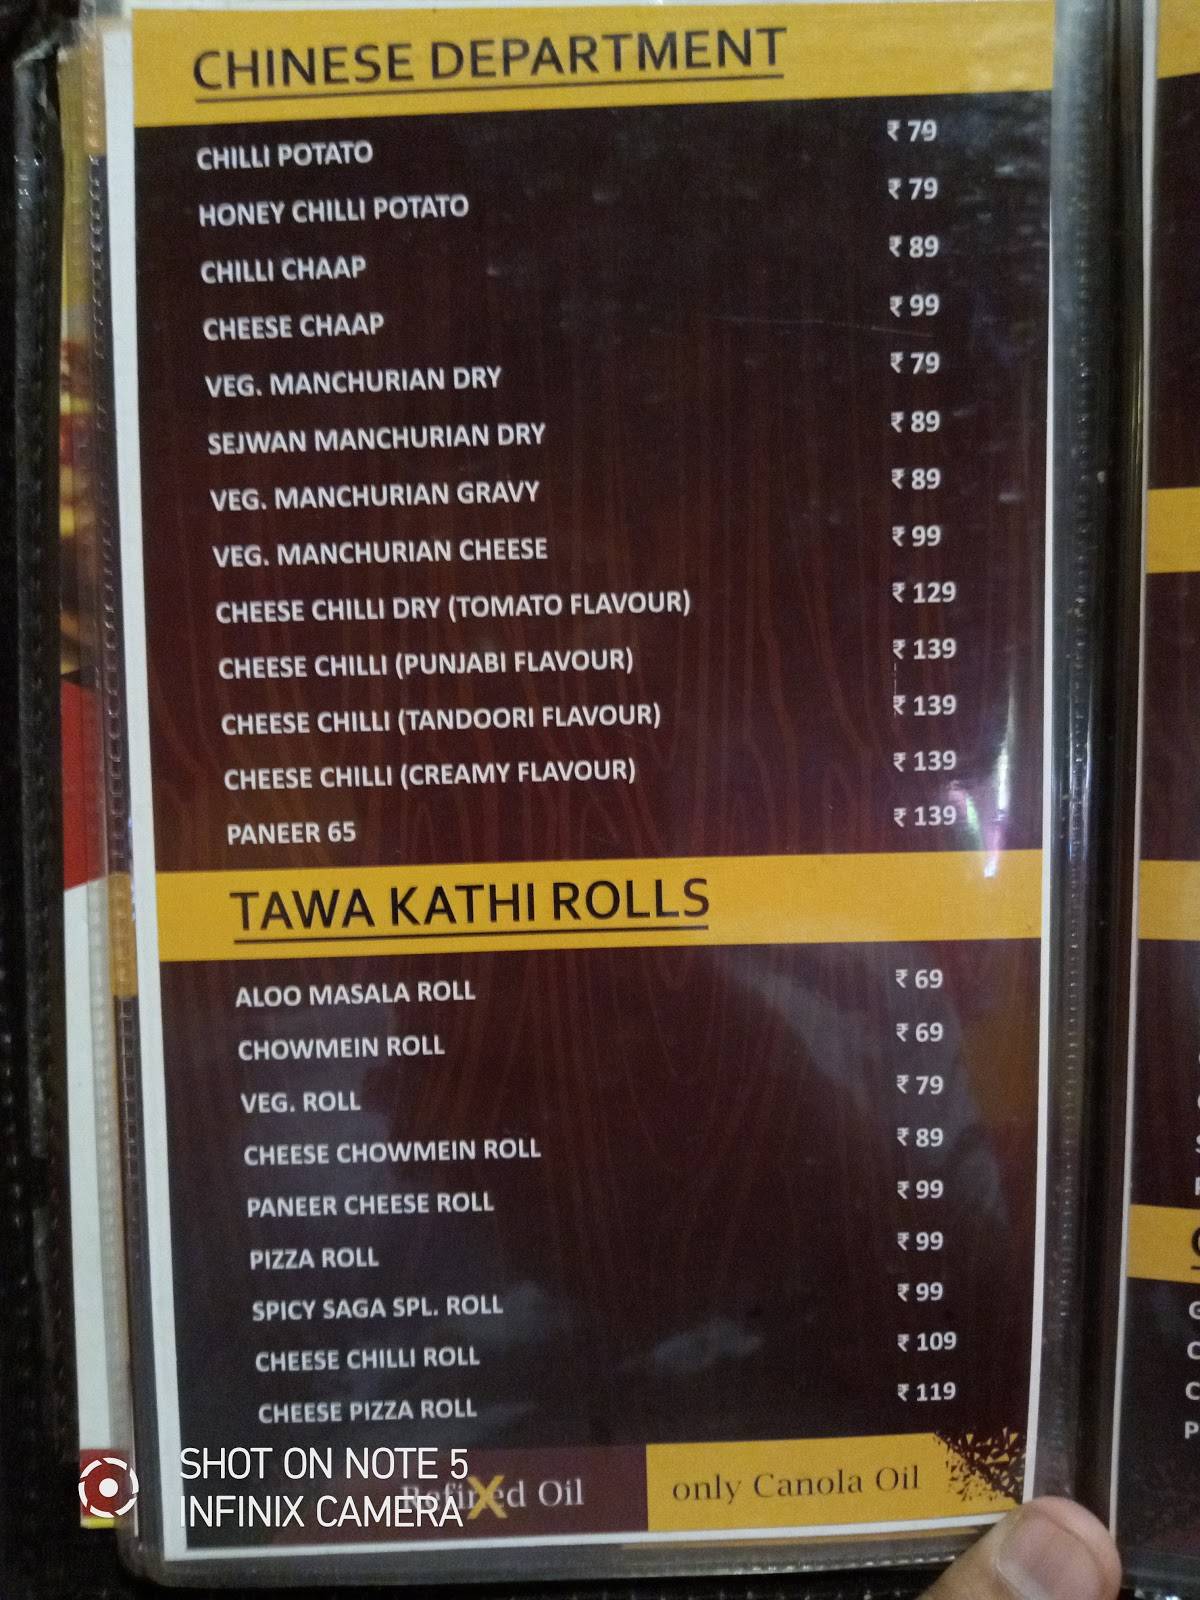 CHINESE DEPARTMENT
CHILLI POTATO ₹ 79
HONEY CHILLI POTATO ₹ 79
CHILLI CHAAP ₹ 89
CHEESE CHAAP ₹ 99
VEG. MANCHURIAN DRY ₹ 79
SEJWAN MANCHURIAN DRY ₹ 89
VEG. MANCHURIAN GRAVY ₹ 89
VEG. MANCHURIAN CHEESE ₹ 99
CHEESE CHILLI DRY (TOMATO FLAVOUR) ₹ 129
CHEESE CHILLI (PUNJABI FLAVOUR) ₹ 139
CHEESE CHILLI (TANDOORI FLAVOUR) ₹ 139
CHEESE CHILLI (CREAMY FLAVOUR) ₹ 139
PANEER 65 ₹ 139
TAWA KATHI ROLLS
ALOO MASALA ROLL ₹ 69
CHOWMEIN ROLL ₹ 69
VEG. ROLL ₹ 79
CHEESE CHOWMEIN ROLL ₹ 89
PANEER CHEESE ROLL ₹ 99
PIZZA ROLL ₹ 99
SPICY SAGA SPL. ROLL ₹ 99
CHEESE CHILLI ROLL ₹ 109
CHEESE PIZZA ROLL ₹ 119
Refined Oil
only Canola Oil
SHOT ON NOTE 5
INFINIX CAMERA